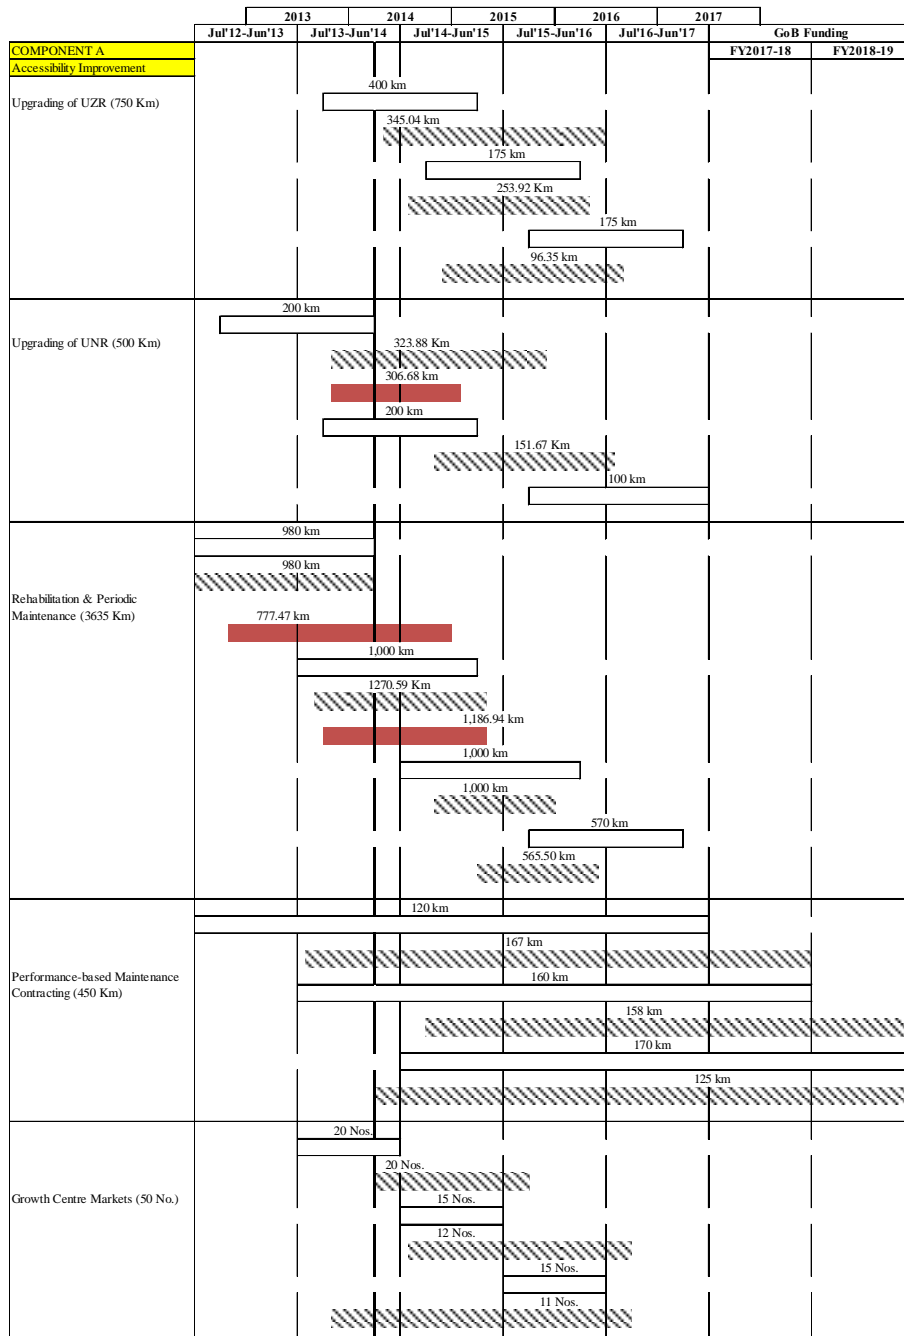 2013 2014 2015 2016 2017
Jul'12-Jun'13 Jul'13-Jun'14 Jul'14-Jun'15 Jul'15-Jun'16 Jul'16-Jun'17 GoB Funding
COMPONENT A FY2017-18 FY2018-19
Accessibility Improvement
400 km
Upgrading of UZR (750 Km)
345.04 km
175 km
253.92 Km
175 km
96.35 km
200 km
Upgrading of UNR (500 Km)
323.88 Km
306.68 km
200 km
151.67 Km
100 km
980 km
980 km
Rehabilitation & Periodic
Maintenance (3635 Km)
777.47 km
1,000 km
1270.59 Km
1,186.94 km
1,000 km
1,000 km
570 km
565.50 km
120 km
167 km
Performance-based Maintenance
160 km
Contracting (450 Km)
158 km
170 km
125 km
20 Nos.
20 Nos.
Growth Centre Markets (50 No.)
15 Nos.
12 Nos.
15 Nos.
11 Nos.